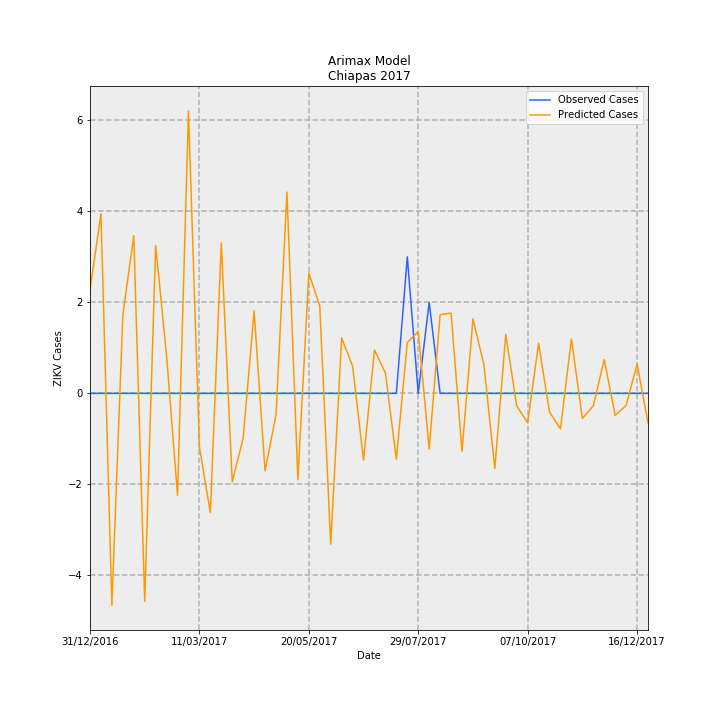 Arimax Model
Chiapas 2017
Observed Cases
Predicted Cases
6
4
2
0
−2
−4
ZIKV Cases
31/12/2016 11/03/2017 20/05/2017 29/07/2017 07/10/2017 16/12/2017
Date